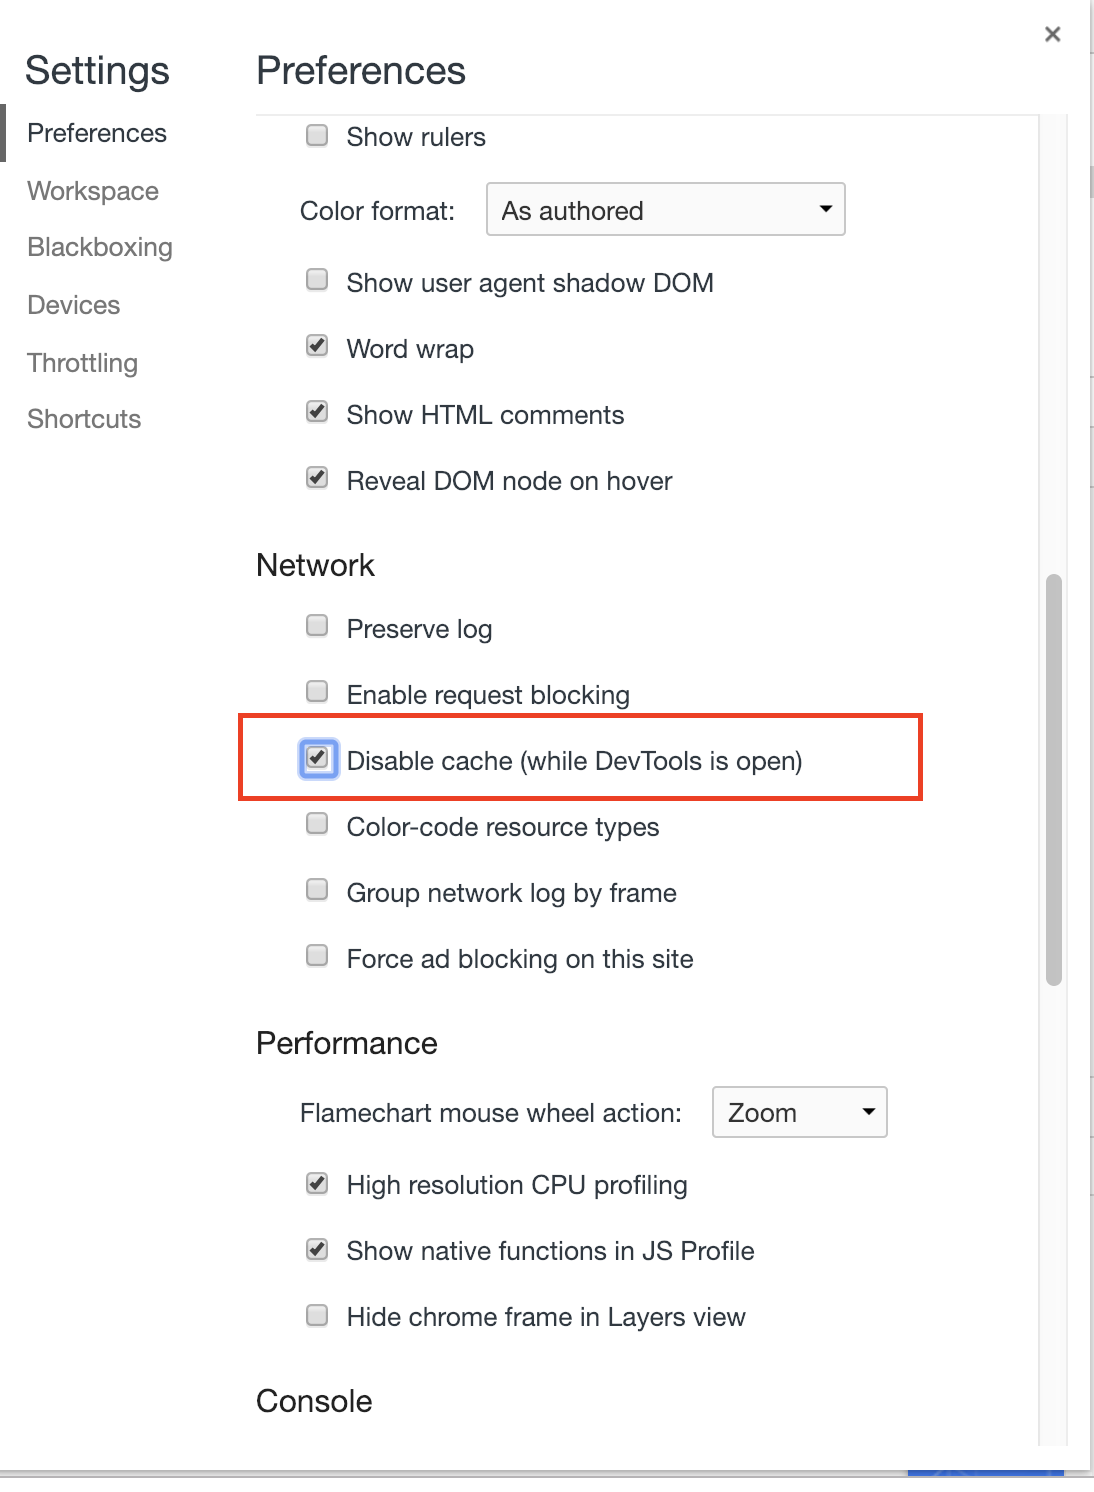 Settings
Preferences
Workspace
Blackboxing
Devices
Throttling
Shortcuts
Preferences
Show rulers
Color format: As authored
Show user agent shadow DOM
Word wrap
Show HTML comments
Reveal DOM node on hover
Network
Preserve log
Enable request blocking
Disable cache (while DevTools is open)
Color-code resource types
Group network log by frame
Force ad blocking on this site
Performance
Flamechart mouse wheel action: Zoom
High resolution CPU profiling
Show native functions in JS Profile
Hide chrome frame in Layers view
Console